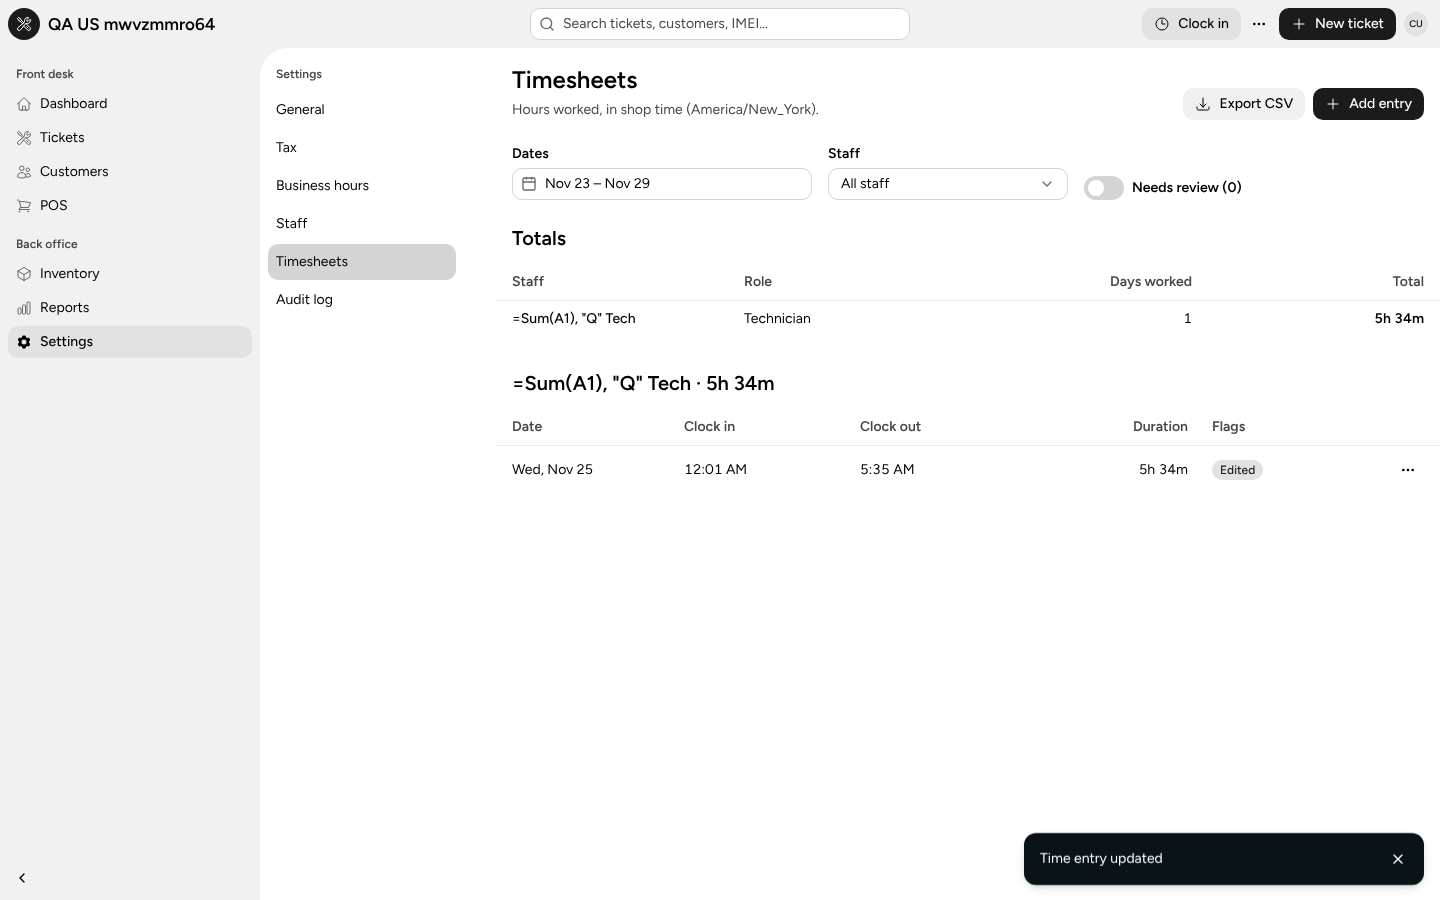 QA US mwvzmmro64
Search tickets, customers, IMEI...
Clock in
New ticket
CU
Front desk
Dashboard
Tickets
Customers
POS
Back office
Inventory
Reports
Settings
Settings
General
Tax
Business hours
Staff
Timesheets
Audit log
Timesheets
Hours worked, in shop time (America/New_York).
Export CSV
Add entry
Dates
Nov 23 – Nov 29
Staff
All staff
Needs review (0)
Totals
Staff Role Days worked Total
=Sum(A1), "Q" Tech Technician 1 5h 34m
=Sum(A1), "Q" Tech · 5h 34m
Date Clock in Clock out Duration Flags
Wed, Nov 25 12:01 AM 5:35 AM 5h 34m Edited
Time entry updated